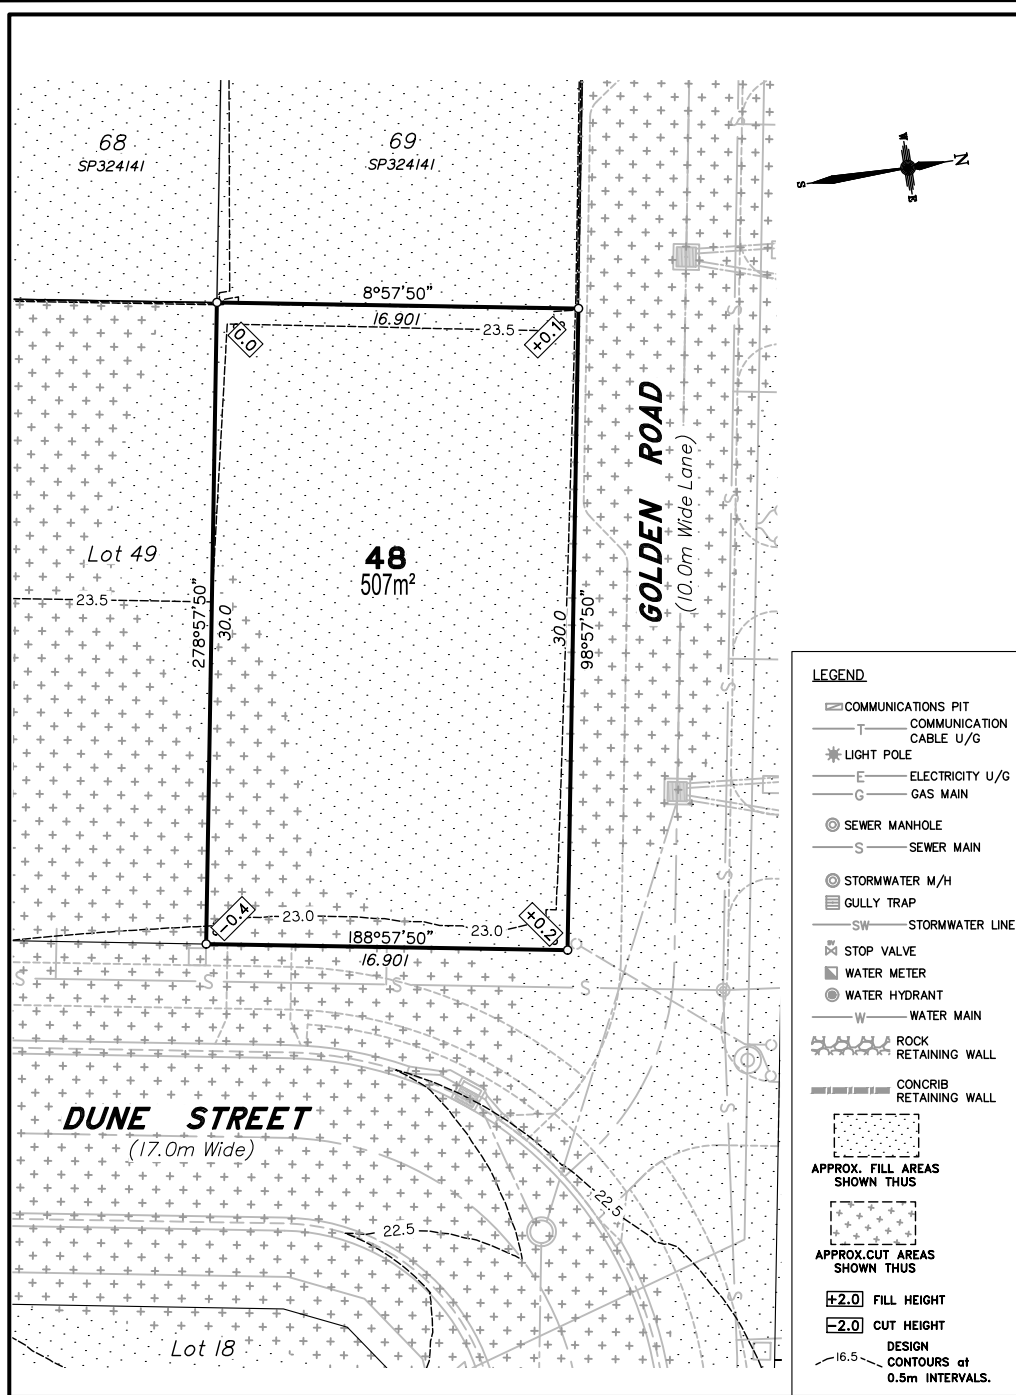 68
SP324141
69
SP324141
W
N
S
E
8°57'50"
16.901
23.5
0.0
+0.1
GOLDEN ROAD
(10.0m Wide Lane)
48
507m²
Lot 49
23.5
278°57'50"
30.0
30.0
98°57'50"
-0.4
23.0
23.0
+0.2
188°57'50"
16.901
S
S
S
S
S
S
S
S
S
S
S
S
DUNE STREET
(17.0m Wide)
22.5
22.5
Lot 18
LEGEND
COMMUNICATIONS PIT
T COMMUNICATION
CABLE U/G
LIGHT POLE
E ELECTRICITY U/G
G GAS MAIN
SEWER MANHOLE
S SEWER MAIN
STORMWATER M/H
GULLY TRAP
SW STORMWATER LINE
SV STOP VALVE
WATER METER
WATER HYDRANT
W WATER MAIN
ROCK
RETAINING WALL
CONCRIB
RETAINING WALL
APPROX. FILL AREAS
SHOWN THUS
APPROX.CUT AREAS
SHOWN THUS
+2.0 FILL HEIGHT
-2.0 CUT HEIGHT
16.5 DESIGN
CONTOURS at
0.5m INTERVALS.